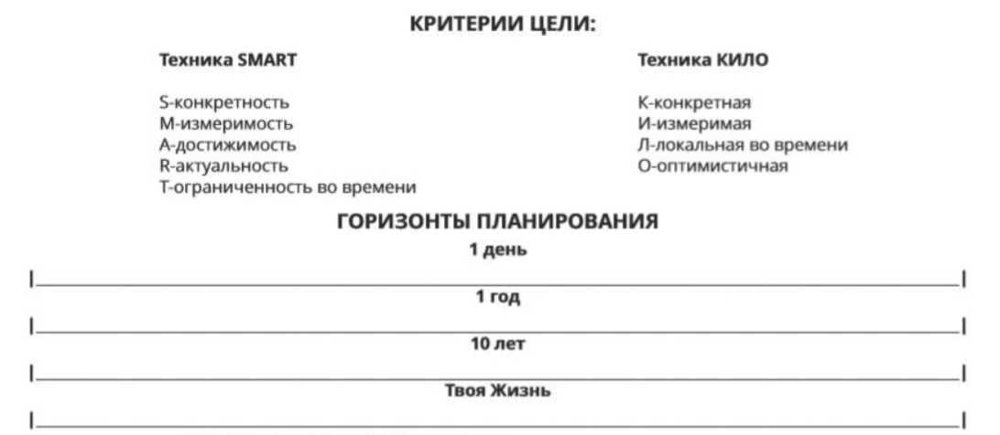 КРИТЕРИИ ЦЕЛИ:
Техника SMART
S-конкретность
M-измеримость
A-достижимость
R-актуальность
T-ограниченность во времени
Техника КИЛО
К-конкретная
И-измеримая
Л-локальная во времени
О-оптимистичная
ГОРИЗОНТЫ ПЛАНИРОВАНИЯ
1 день
1 год
10 лет
Твоя Жизнь